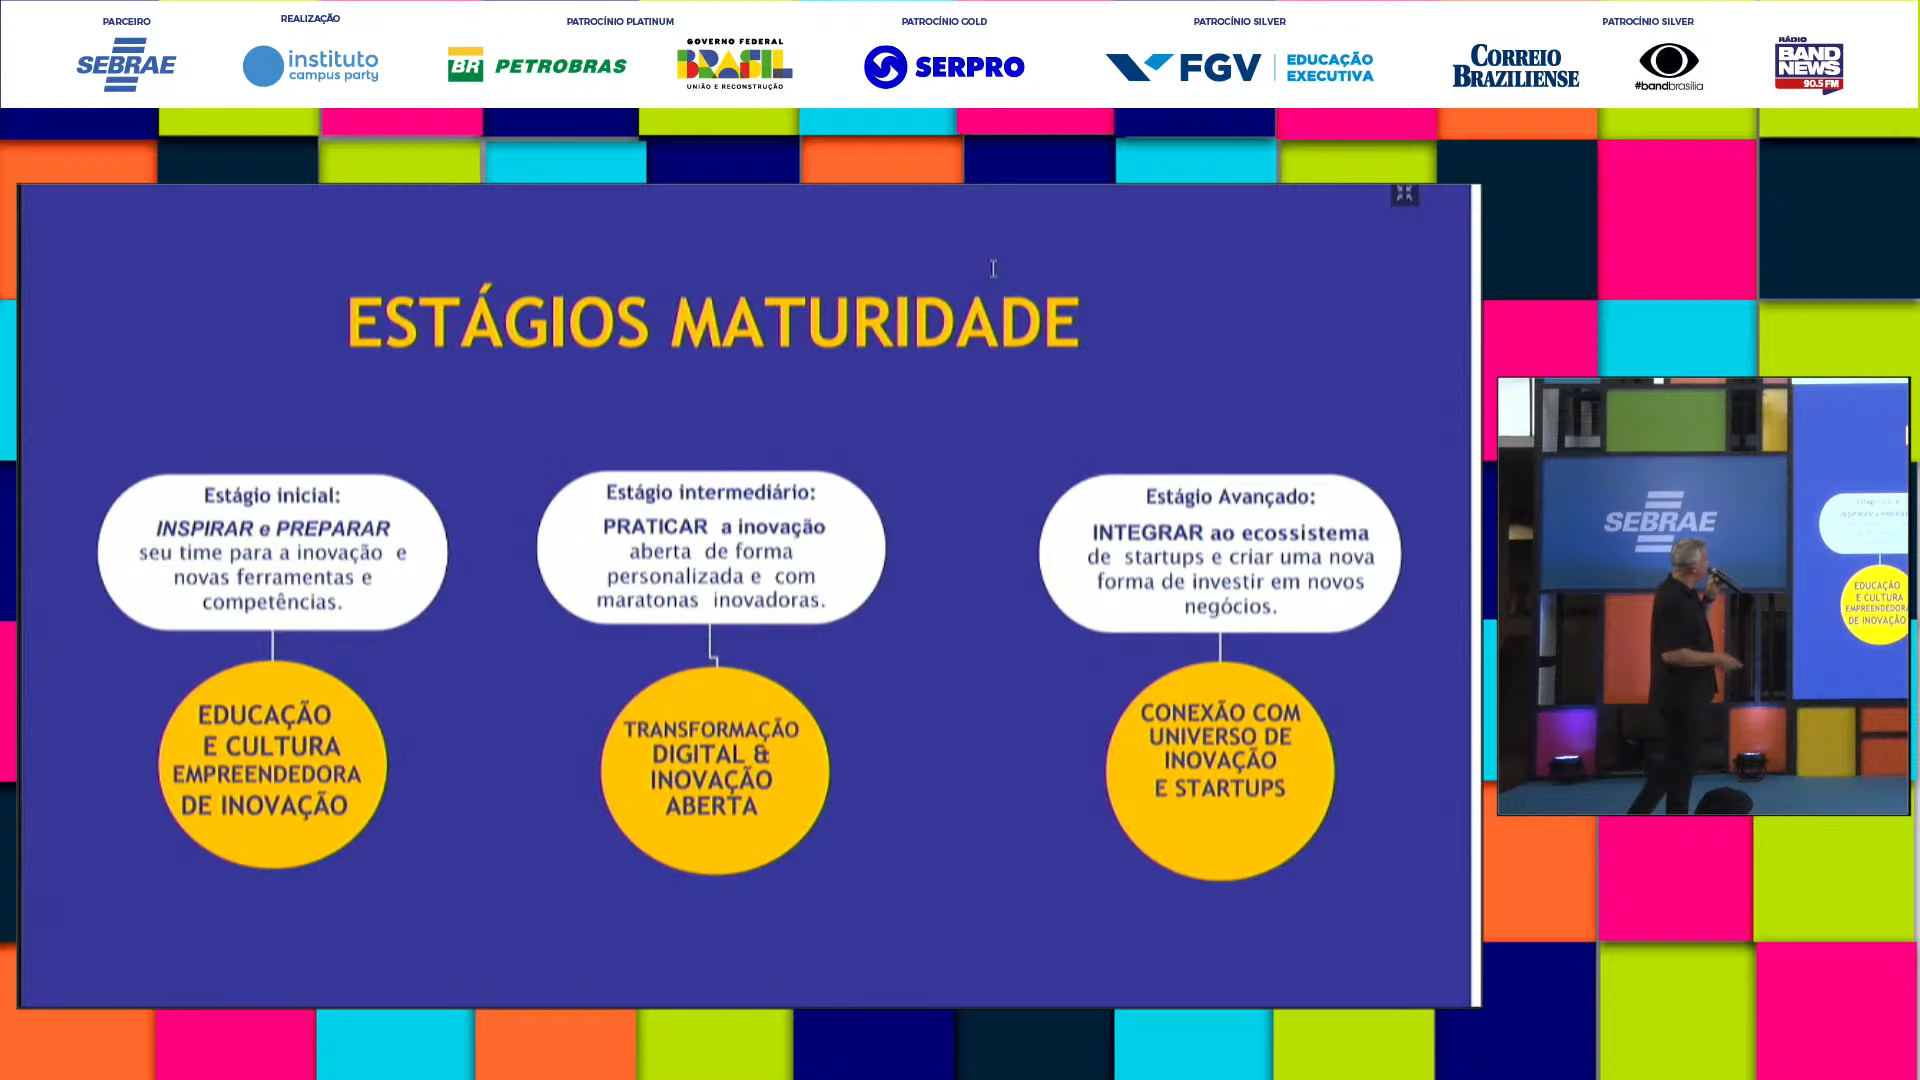 PARCEIRO
REALIZAÇÃO
PATROCÍNIO PLATINUM
PATROCÍNIO GOLD
PATROCÍNIO SILVER
PATROCÍNIO SILVER
SEBRAE
instituto
campus party
BR PETROBRAS
GOVERNO FEDERAL
BRASIL
UNIÃO E RECONSTRUÇÃO
SERPRO
FGV
EDUCAÇÃO
EXECUTIVA
CORREIO
BRAZILIENSE
#bandbrasília
RÁDIO
BAND
NEWS
90.5 FM
ESTÁGIOS MATURIDADE
Estágio inicial:
INSPIRAR e PREPARAR
seu time para a inovação e
novas ferramentas e
competências.
EDUCAÇÃO
E CULTURA
EMPREENDEDORA
DE INOVAÇÃO
Estágio intermediário:
PRATICAR a inovação
aberta de forma
personalizada e com
maratonas inovadoras.
TRANSFORMAÇÃO
DIGITAL &
INOVAÇÃO
ABERTA
Estágio Avançado:
INTEGRAR ao ecossistema
de startups e criar uma nova
forma de investir em novos
negócios.
CONEXÃO COM
UNIVERSO DE
INOVAÇÃO
E STARTUPS
SEBRAE
EDUCAÇÃO
E CULTURA
EMPREENDEDORA
DE INOVAÇÃO